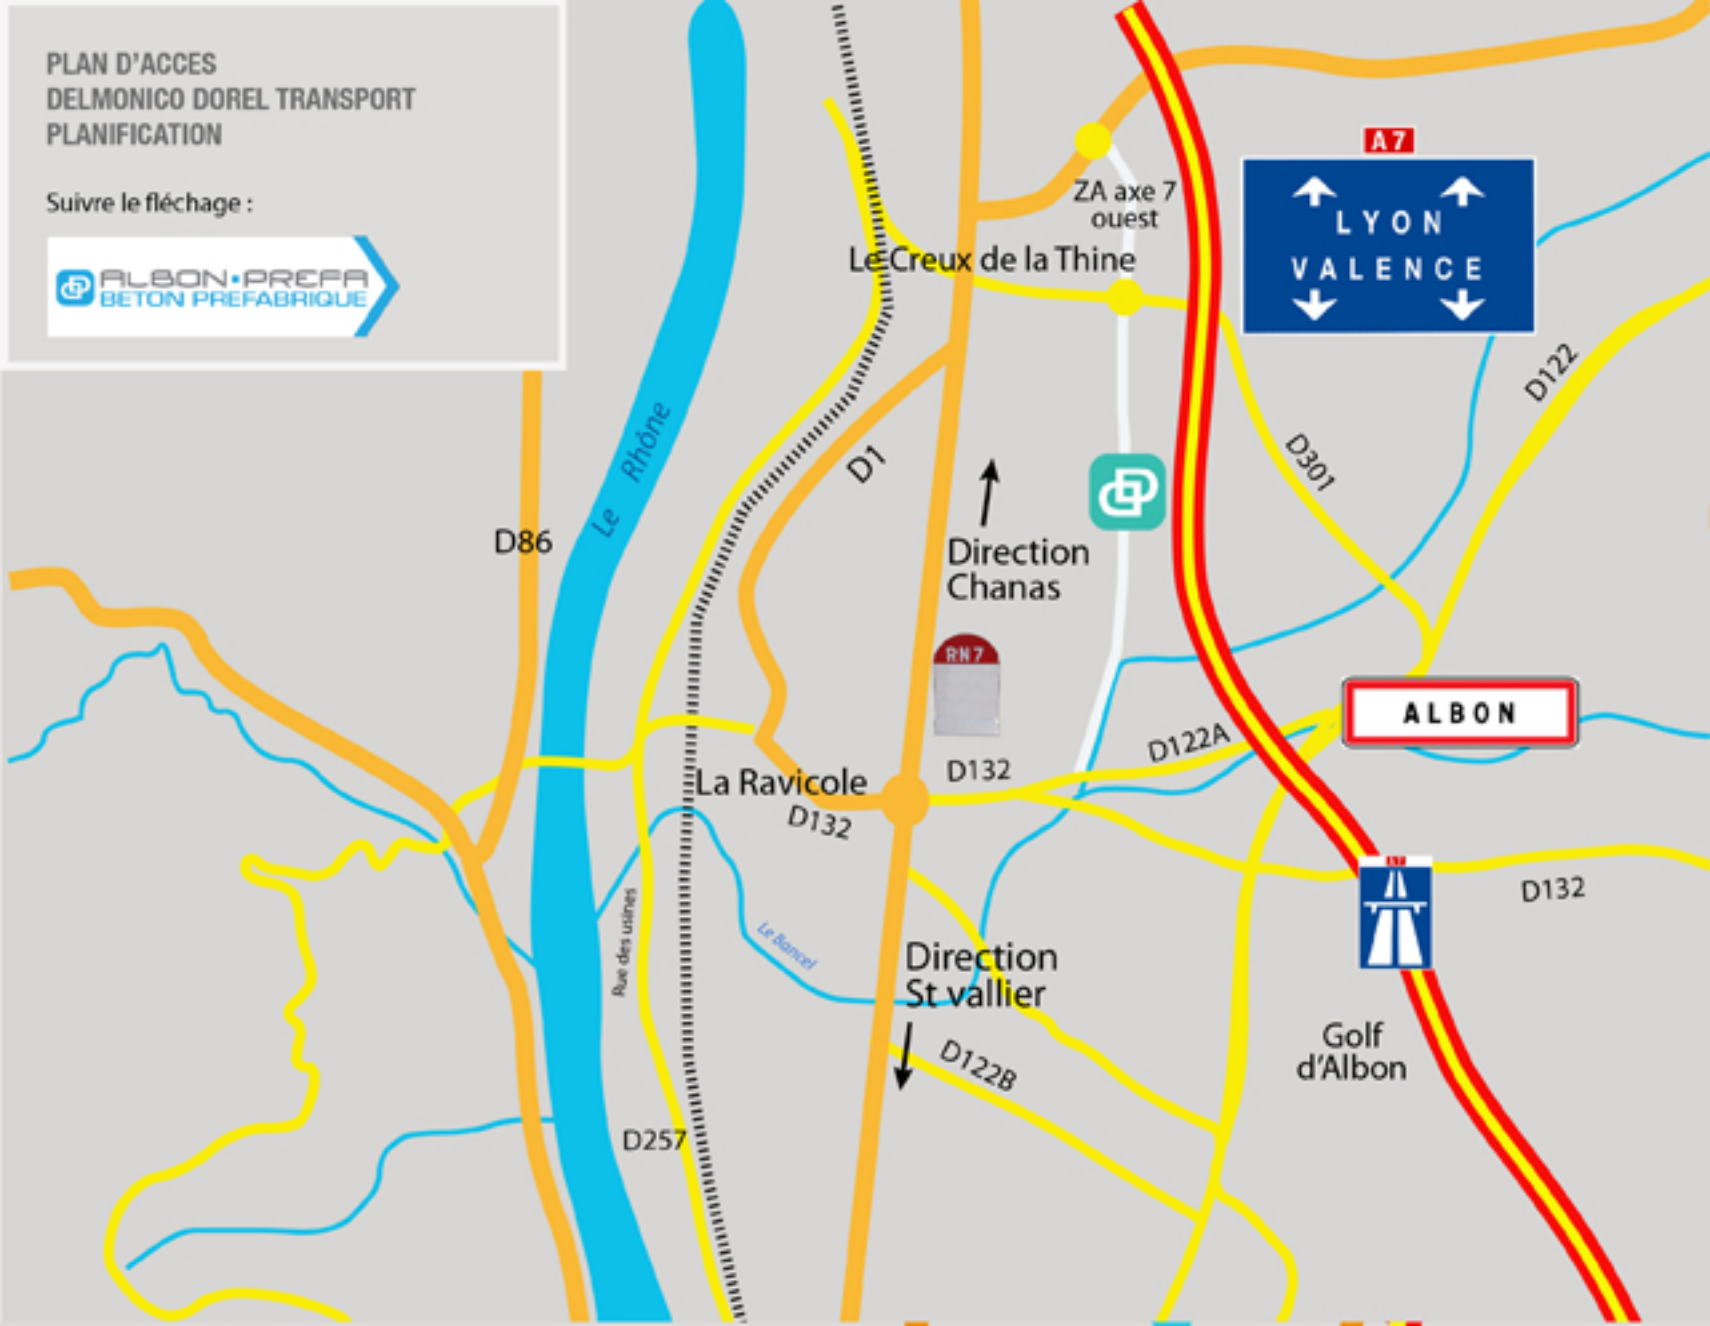 PLAN D'ACCES
DELMONICO DOREL TRANSPORT
PLANIFICATION
Suivre le fléchage :
ALBON•PREFA
BETON PREFABRIQUE
A7
LYON
VALENCE
ZA axe 7
ouest
Le Creux de la Thine
D122
D301
D1
Le Rhône
D86
Direction
Chanas
RN7
ALBON
D122A
D132
La Ravicole
D132
D132
A7
Rue des usines
Le Bancel
Direction
St vallier
Golf
d'Albon
D122B
D257